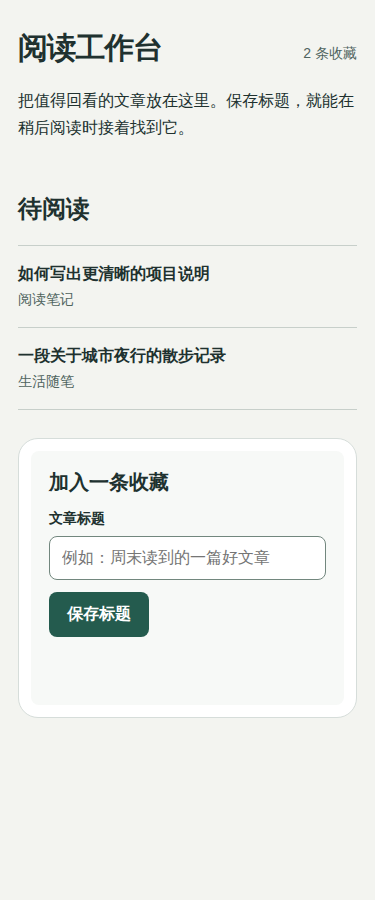 阅读工作台
2 条收藏
把值得回看的文章放在这里。保存标题，就能在
稍后阅读时接着找到它。
待阅读
如何写出更清晰的项目说明
阅读笔记
一段关于城市夜行的散步记录
生活随笔
加入一条收藏
文章标题
例如：周末读到的一篇好文章
保存标题